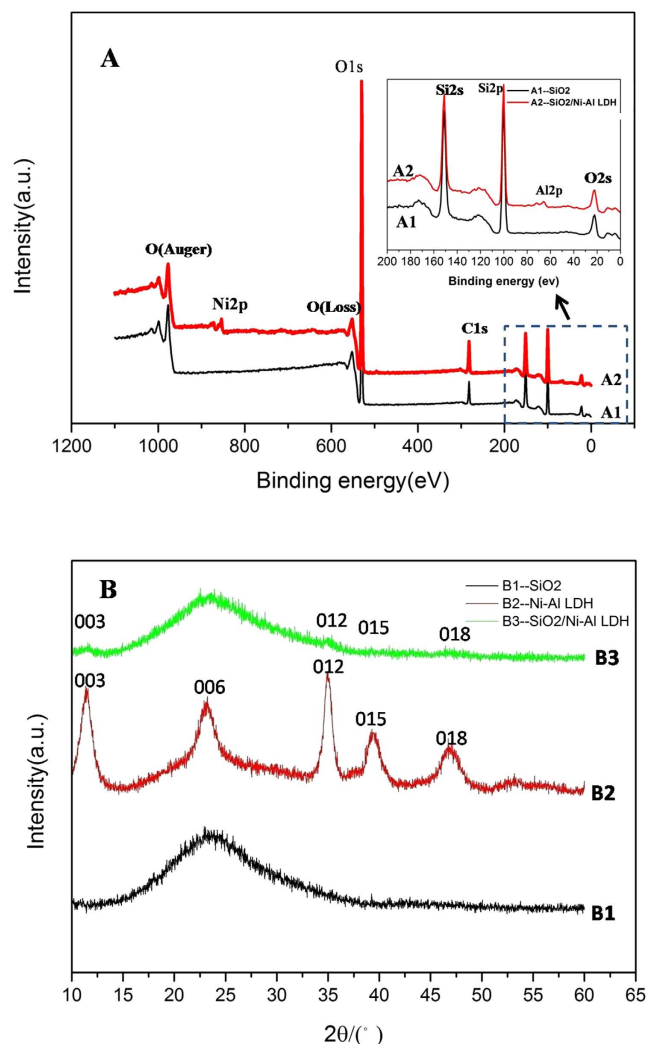 A
O1s
Si2s
Si2p
A1--SiO2
A2--SiO2/Ni-Al LDH
A2
Al2p
O2s
A1
200 180 160 140 120 100 80 60 40 20 0
Binding energy (ev)
O(Auger)
Ni2p
O(Loss)
C1s
A2
A1
Intensity(a.u.)
1200 1000 800 600 400 200 0
Binding energy(eV)
B
B1--SiO2
B2--Ni-Al LDH
B3--SiO2/Ni-Al LDH
003
012
015
018
B3
003
006
012
015
018
B2
B1
Intensity(a.u.)
10 15 20 25 30 35 40 45 50 55 60 65
2θ/(°)